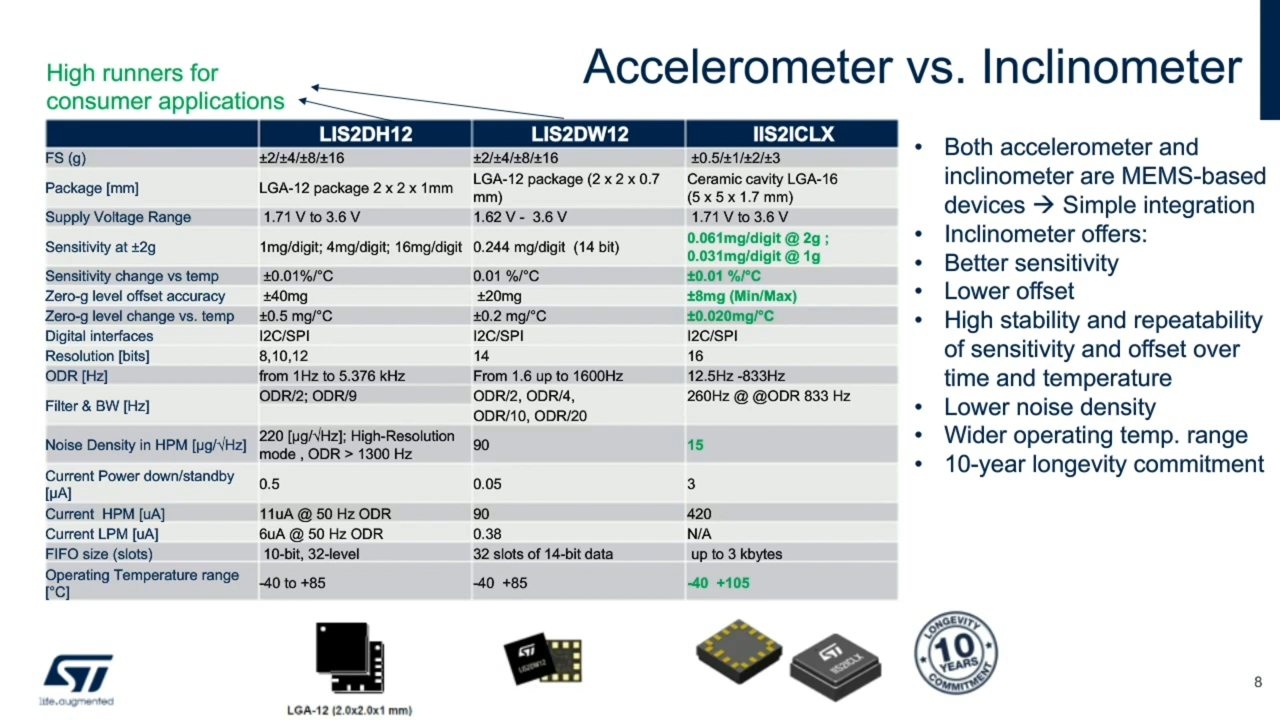 High runners for
consumer applications
Accelerometer vs. Inclinometer
LIS2DH12 LIS2DW12 IIS2ICLX
FS (g) ±2/±4/±8/±16 ±2/±4/±8/±16 ±0.5/±1/±2/±3
Package [mm] LGA-12 package 2 x 2 x 1mm LGA-12 package (2 x 2 x 0.7
mm) Ceramic cavity LGA-16
(5 x 5 x 1.7 mm)
Supply Voltage Range 1.71 V to 3.6 V 1.62 V - 3.6 V 1.71 V to 3.6 V
Sensitivity at ±2g 1mg/digit; 4mg/digit; 16mg/digit 0.244 mg/digit (14 bit) 0.061mg/digit @ 2g ;
0.031mg/digit @ 1g
Sensitivity change vs temp ±0.01%/°C 0.01 %/°C ±0.01 %/°C
Zero-g level offset accuracy ±40mg ±20mg ±8mg (Min/Max)
Zero-g level change vs. temp ±0.5 mg/°C ±0.2 mg/°C ±0.020mg/°C
Digital interfaces I2C/SPI I2C/SPI I2C/SPI
Resolution [bits] 8,10,12 14 16
ODR [Hz] from 1Hz to 5.376 kHz From 1.6 up to 1600Hz 12.5Hz -833Hz
Filter & BW [Hz] ODR/2; ODR/9 ODR/2, ODR/4,
ODR/10, ODR/20 260Hz @ @ODR 833 Hz
Noise Density in HPM [µg/√Hz] 220 [µg/√Hz]; High-Resolution
mode , ODR > 1300 Hz 90 15
Current Power down/standby
[µA] 0.5 0.05 3
Current HPM [uA] 11uA @ 50 Hz ODR 90 420
Current LPM [uA] 6uA @ 50 Hz ODR 0.38 N/A
FIFO size (slots) 10-bit, 32-level 32 slots of 14-bit data up to 3 kbytes
Operating Temperature range
[°C] -40 to +85 -40 +85 -40 +105
• Both accelerometer and
inclinometer are MEMS-based
devices → Simple integration
• Inclinometer offers:
• Better sensitivity
• Lower offset
• High stability and repeatability
of sensitivity and offset over
time and temperature
• Lower noise density
• Wider operating temp. range
• 10-year longevity commitment
ST
life.augmented
LGA-12 (2.0x2.0x1 mm)
ST
LIS2DW12
ST
IIS2ICLX
LONGEVITY
10
YEARS
COMMITMENT
8